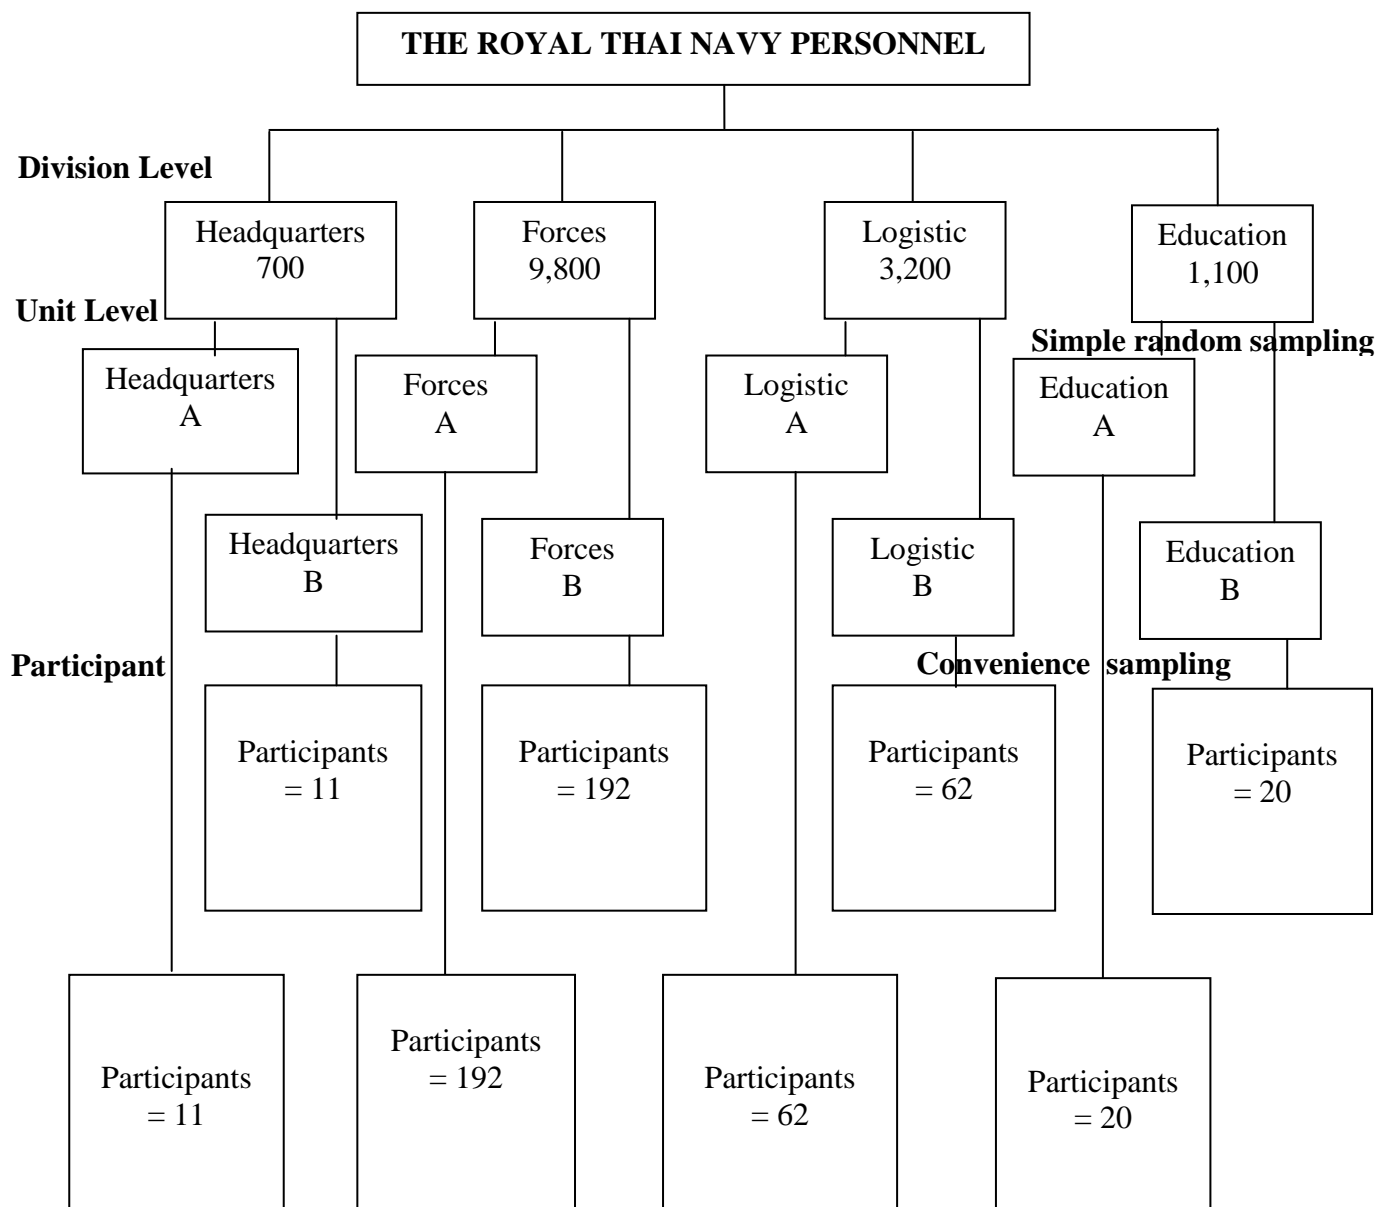 THE ROYAL THAI NAVY PERSONNEL
Division Level
Headquarters
700
Forces
9,800
Logistic
3,200
Education
1,100
Unit Level
Simple random sampling
Headquarters
A
Forces
A
Logistic
A
Education
A
Headquarters
B
Forces
B
Logistic
B
Education
B
Participant
Convenience sampling
Participants
= 11
Participants
= 192
Participants
= 62
Participants
= 20
Participants
= 11
Participants
= 192
Participants
= 62
Participants
= 20